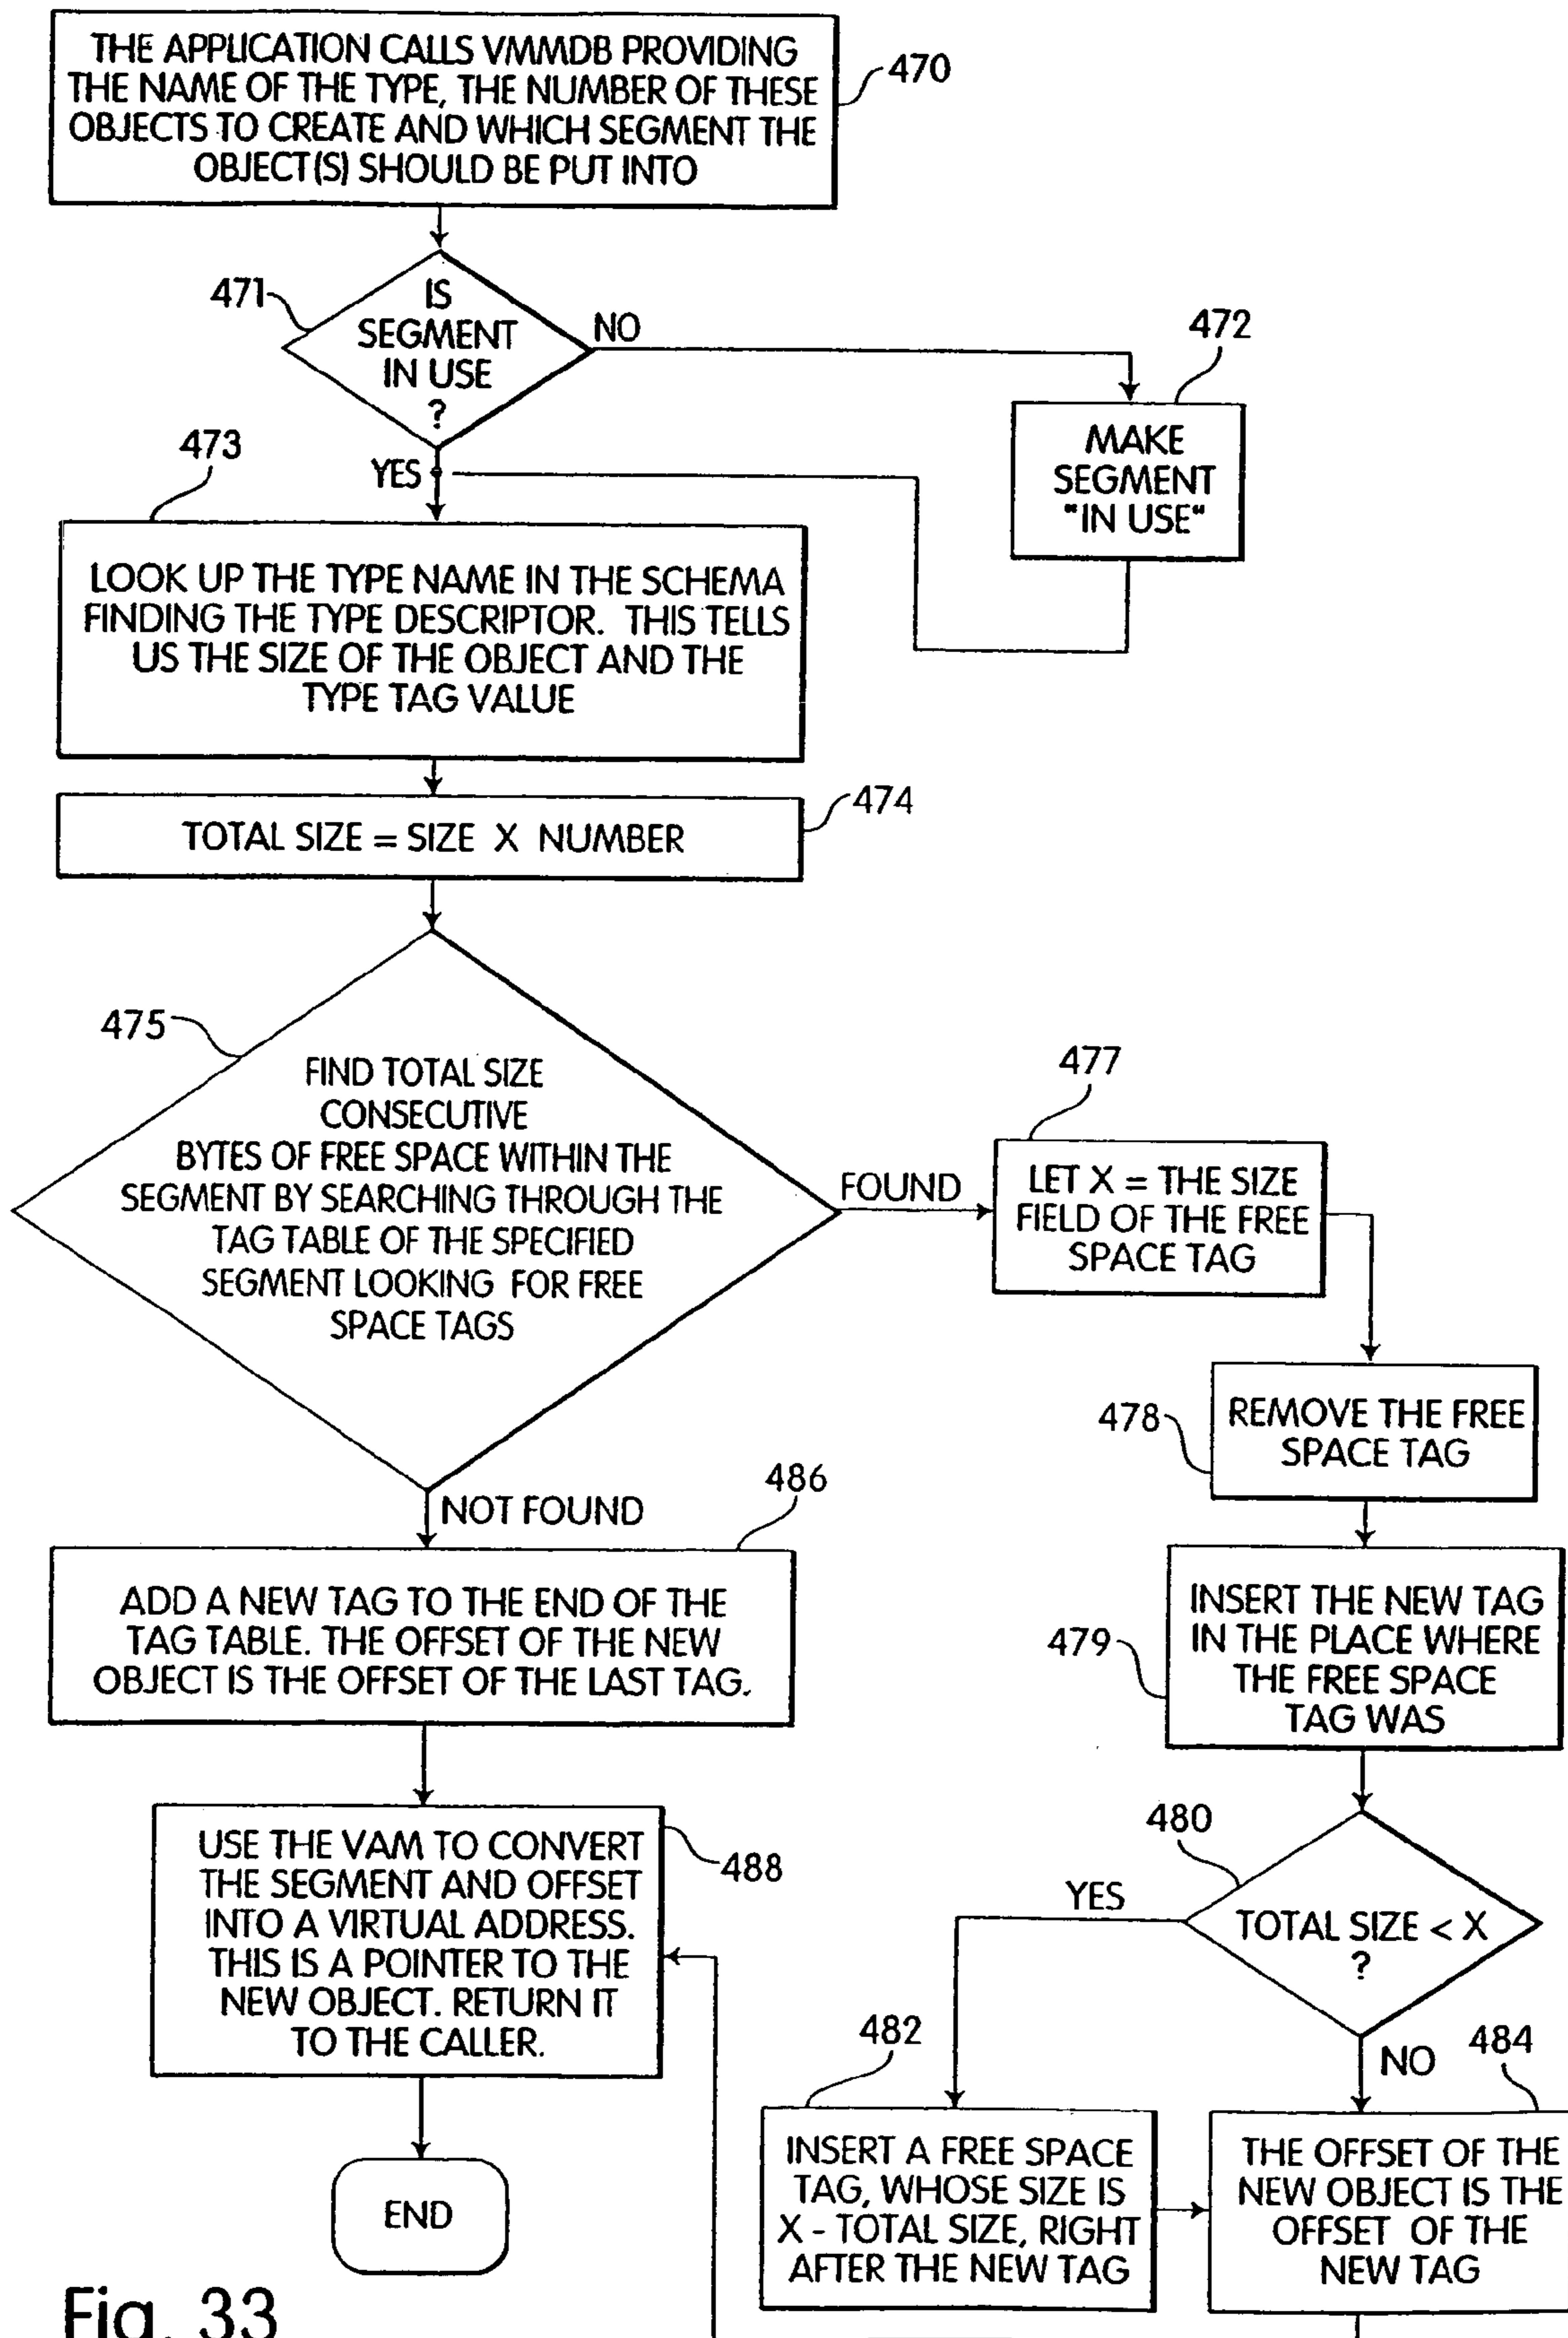 THE APPLICATION CALLS VMMDB PROVIDING
THE NAME OF THE TYPE, THE NUMBER OF THESE
OBJECTS TO CREATE AND WHICH SEGMENT THE
OBJECT(S) SHOULD BE PUT INTO
470
471
IS
SEGMENT
IN USE
?
NO
472
MAKE
SEGMENT
"IN USE"
473
YES
LOOK UP THE TYPE NAME IN THE SCHEMA
FINDING THE TYPE DESCRIPTOR. THIS TELLS
US THE SIZE OF THE OBJECT AND THE
TYPE TAG VALUE
474
TOTAL SIZE = SIZE X NUMBER
475
FIND TOTAL SIZE
CONSECUTIVE
BYTES OF FREE SPACE WITHIN THE
SEGMENT BY SEARCHING THROUGH THE
TAG TABLE OF THE SPECIFIED
SEGMENT LOOKING FOR FREE
SPACE TAGS
FOUND
477
LET X = THE SIZE
FIELD OF THE FREE
SPACE TAG
478
REMOVE THE FREE
SPACE TAG
NOT FOUND
486
ADD A NEW TAG TO THE END OF THE
TAG TABLE. THE OFFSET OF THE NEW
OBJECT IS THE OFFSET OF THE LAST TAG.
479
INSERT THE NEW TAG
IN THE PLACE WHERE
THE FREE SPACE
TAG WAS
488
USE THE VAM TO CONVERT
THE SEGMENT AND OFFSET
INTO A VIRTUAL ADDRESS.
THIS IS A POINTER TO THE
NEW OBJECT. RETURN IT
TO THE CALLER.
480
YES
TOTAL SIZE < X
?
NO
482
484
INSERT A FREE SPACE
TAG, WHOSE SIZE IS
X - TOTAL SIZE, RIGHT
AFTER THE NEW TAG
THE OFFSET OF THE
NEW OBJECT IS THE
OFFSET OF THE
NEW TAG
END
Fig. 33